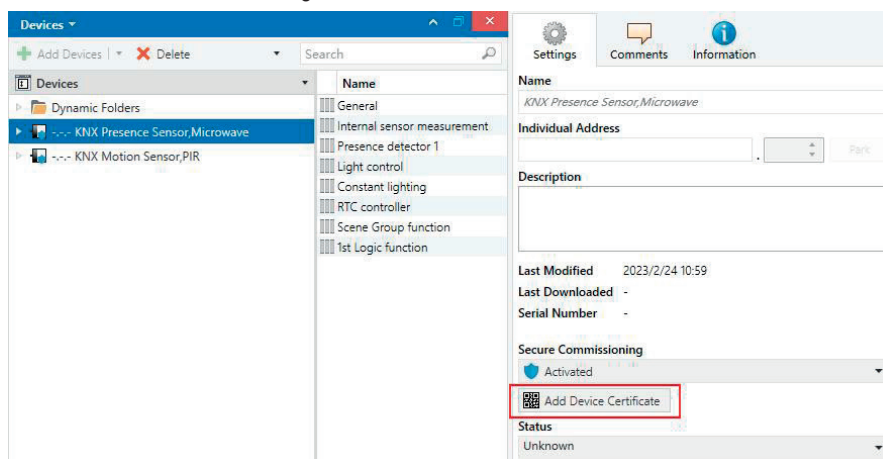 Devices
Add Devices Delete
Search
Devices
Dynamic Folders
-.-.- KNX Presence Sensor,Microwave
-.-.- KNX Motion Sensor,PIR
Name
General
Internal sensor measurement
Presence detector 1
Light control
Constant lighting
RTC controller
Scene Group function
1st Logic function
Settings Comments Information
Name
KNX Presence Sensor,Microwave
Individual Address
. Park
Description
Last Modified 2023/2/24 10:59
Last Downloaded -
Serial Number -
Secure Commissioning
Activated
Add Device Certificate
Status
Unknown